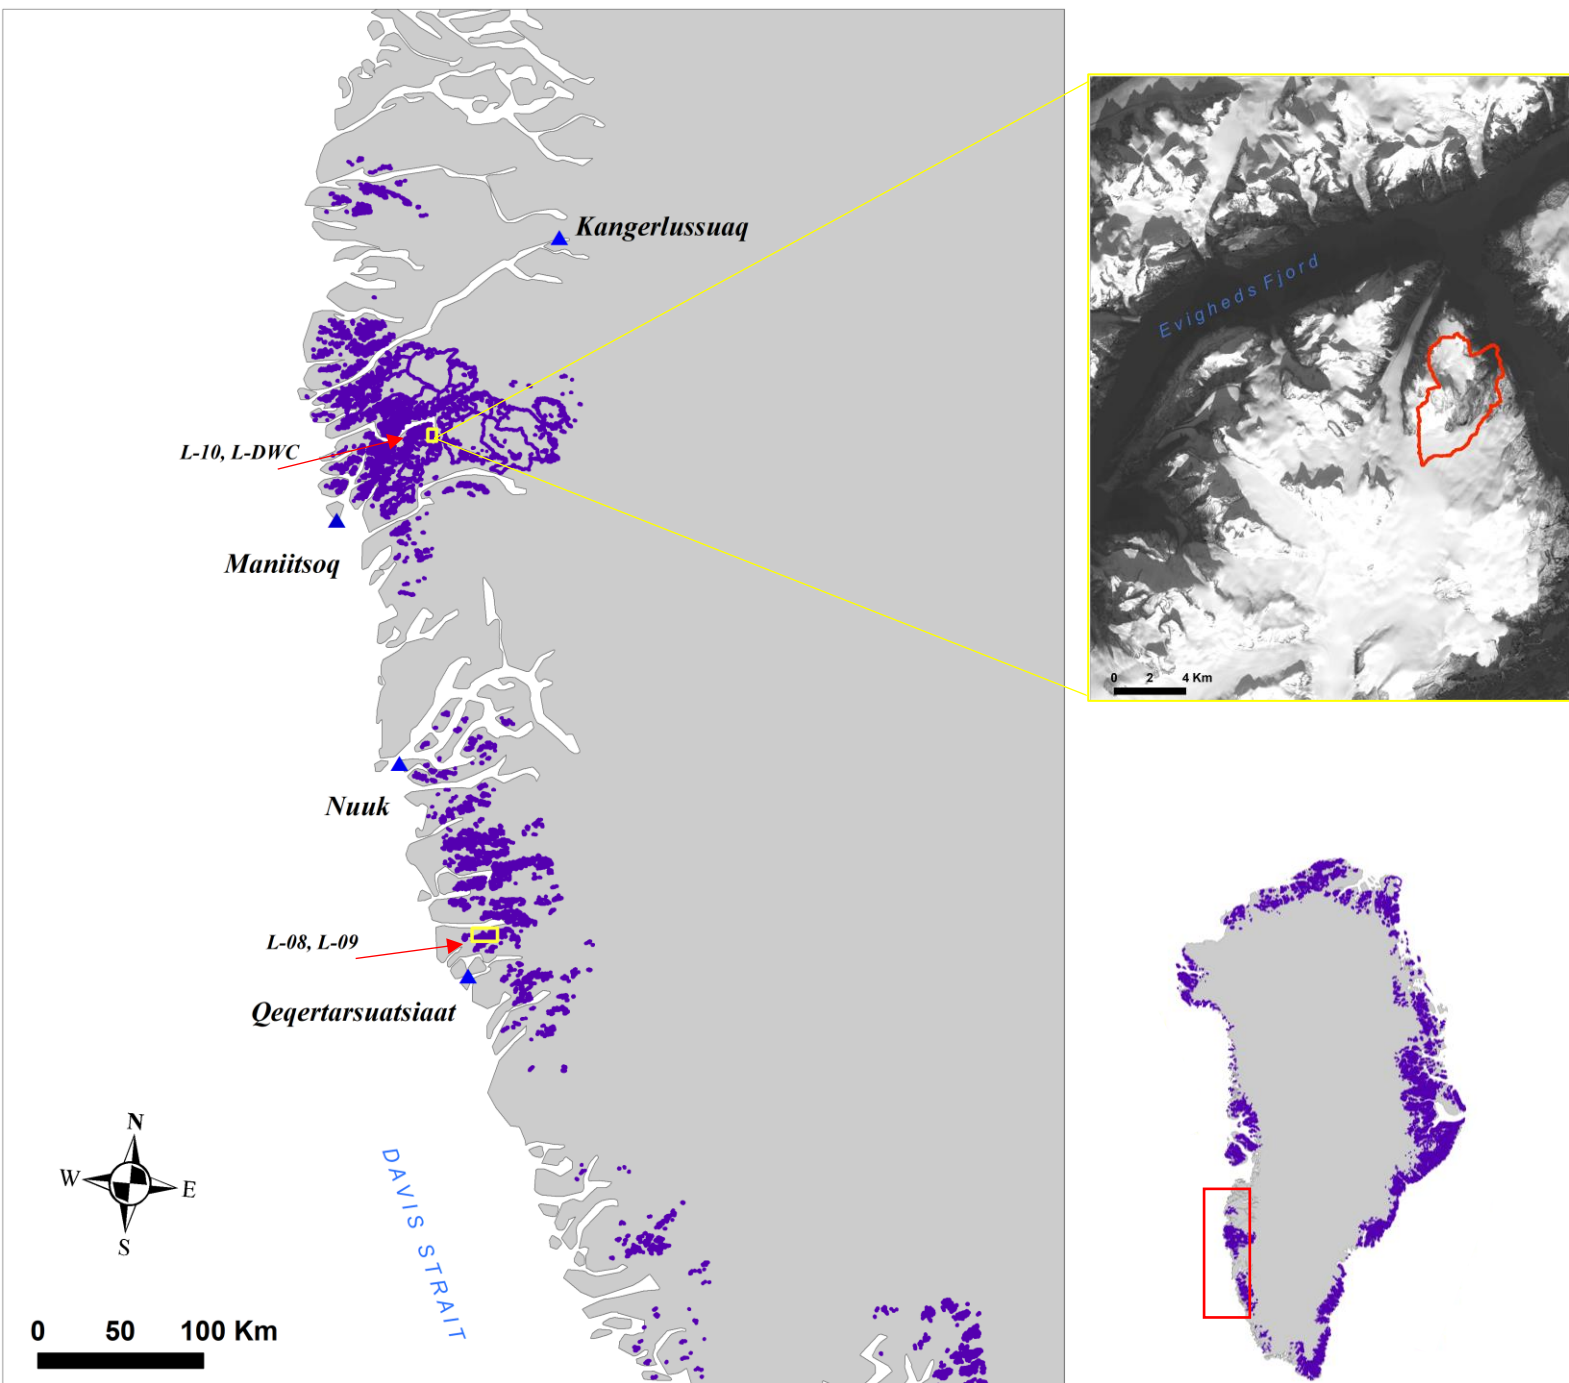 Kangerlussuaq
Evigheds Fjord
L-10, L-DWC
Maniitsoq
0 2 4 Km
Nuuk
L-08, L-09
Qeqertarsuatsiaat
N
W E
S
DAVIS STRAIT
0 50 100 Km